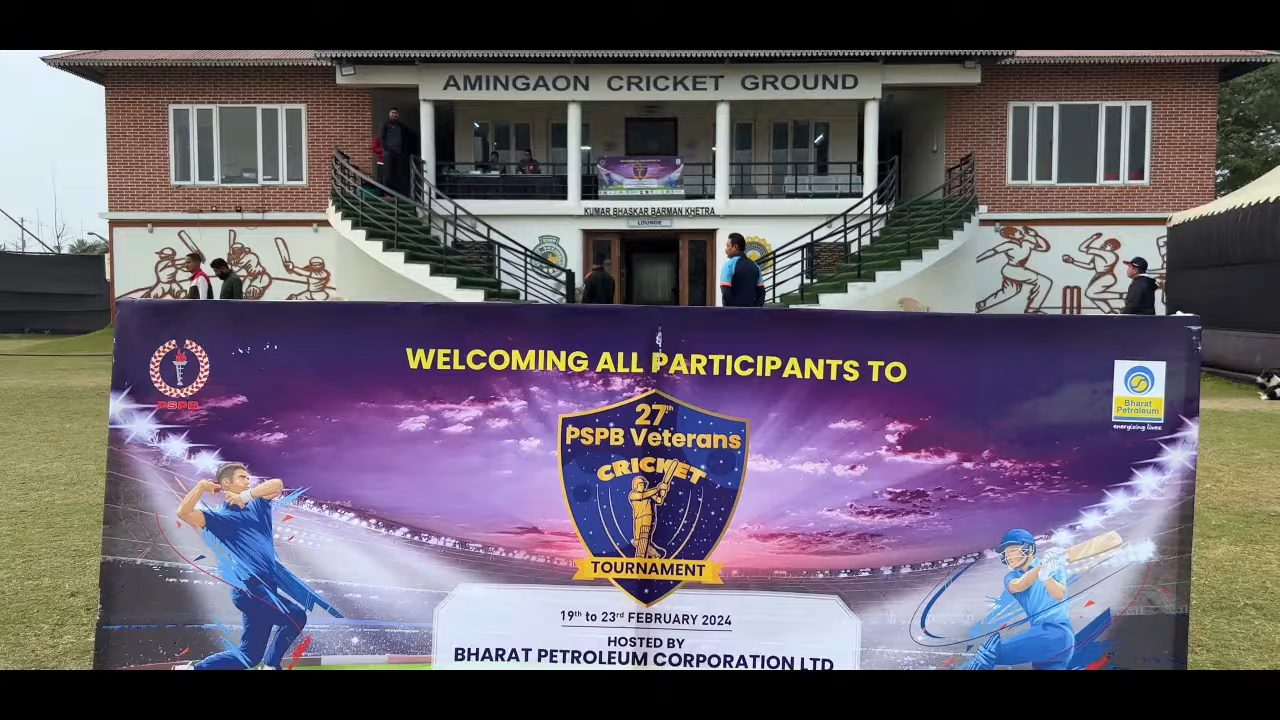 AMINGAON CRICKET GROUND
KUMAR BHASKAR BARMAN KHETRA
LOUNGE
WELCOMING ALL PARTICIPANTS TO
PSPB
Bharat
Petroleum
energising lives
27th
PSPB Veterans
CRICKET
TOURNAMENT
19th to 23rd FEBRUARY 2024
HOSTED BY
BHARAT PETROLEUM CORPORATION LTD